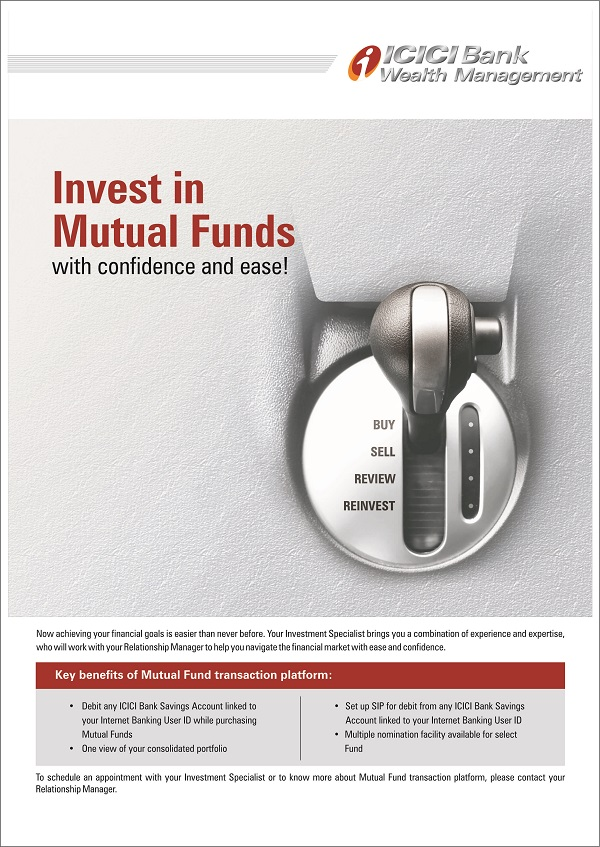 ICICI Bank
Wealth Management
Invest in
Mutual Funds
with confidence and ease!
BUY
SELL
REVIEW
REINVEST
Now achieving your financial goals is easier than never before. Your Investment Specialist brings you a combination of experience and expertise,
who will work with your Relationship Manager to help you navigate the financial market with ease and confidence.
Key benefits of Mutual Fund transaction platform:
• Debit any ICICI Bank Savings Account linked to
your Internet Banking User ID while purchasing
Mutual Funds
• One view of your consolidated portfolio
• Set up SIP for debit from any ICICI Bank Savings
Account linked to your Internet Banking User ID
• Multiple nomination facility available for select
Fund
To schedule an appointment with your Investment Specialist or to know more about Mutual Fund transaction platform, please contact your
Relationship Manager.